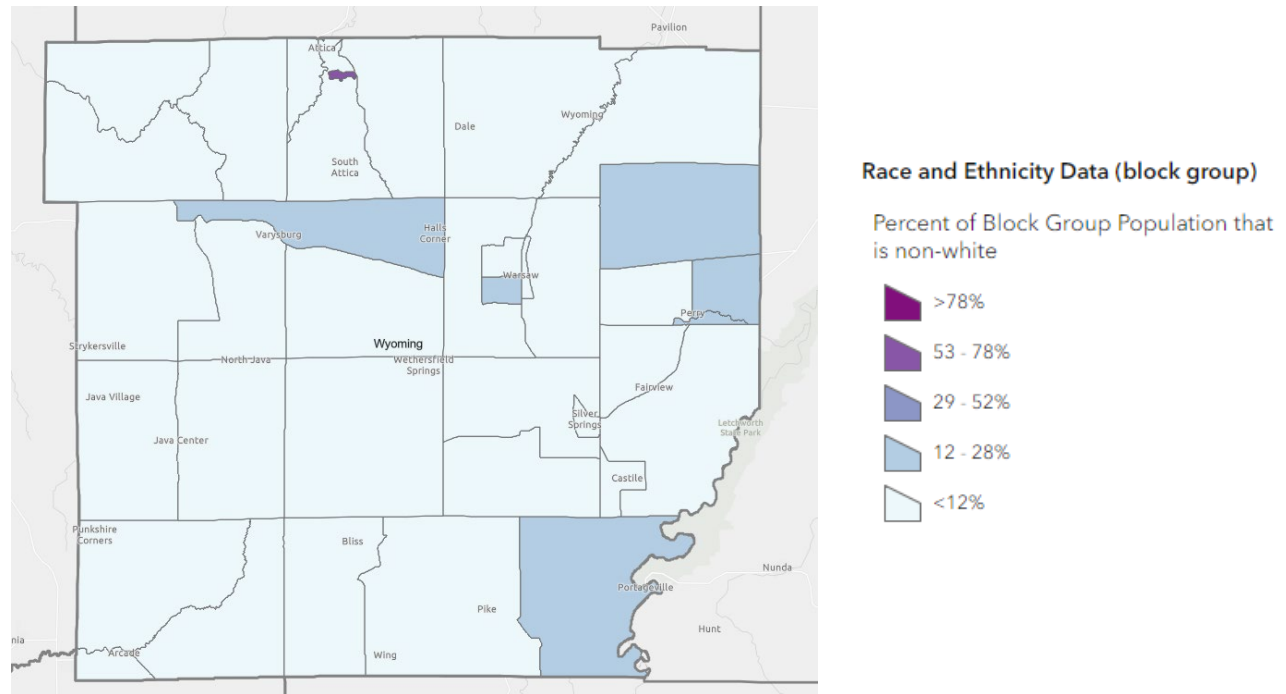 Pavilion
Attica
Wyoming
Dale
South
Attica
Varysburg
Halls
Corner
Warsaw
Perry
Strykersville
North Java
Wyoming
Wethersfield
Springs
Java Village
Fairview
Java Center
Silver
Springs
Letchworth
State Park
Castile
Punkshire
Corners
Bliss
Portageville
Nunda
Pike
Hunt
nia
Arcade
Wing
Race and Ethnicity Data (block group)
Percent of Block Group Population that
is non-white
>78%
53 - 78%
29 - 52%
12 - 28%
<12%